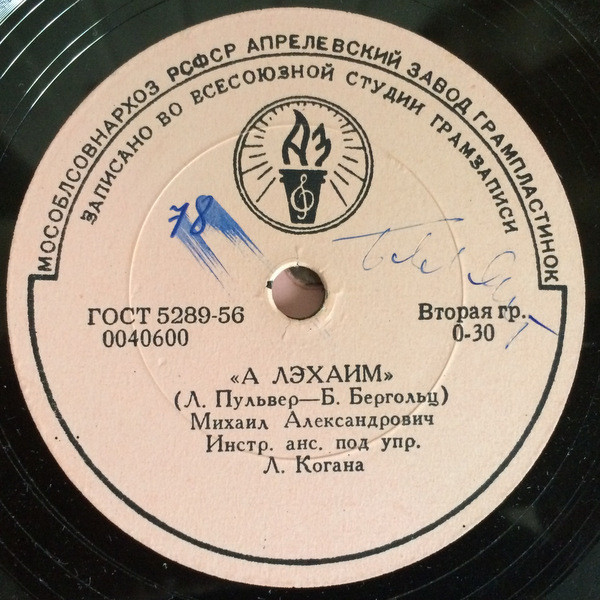 МОСОБЛСОВНАРХОЗ РСФСР АПРЕЛЕВСКИЙ ЗАВОД ГРАМПЛАСТИНОК
ЗАПИСАНО ВО ВСЕСОЮЗНОЙ СТУДИИ ГРАМЗАПИСИ
АЗ
78
ГОСТ 5289-56
0040600
Вторая гр.
0-30
«А ЛЭХАИМ»
(Л. Пульвер—Б. Бергольц)
Михаил Александрович
Инстр. анс. под упр.
Л. Когана